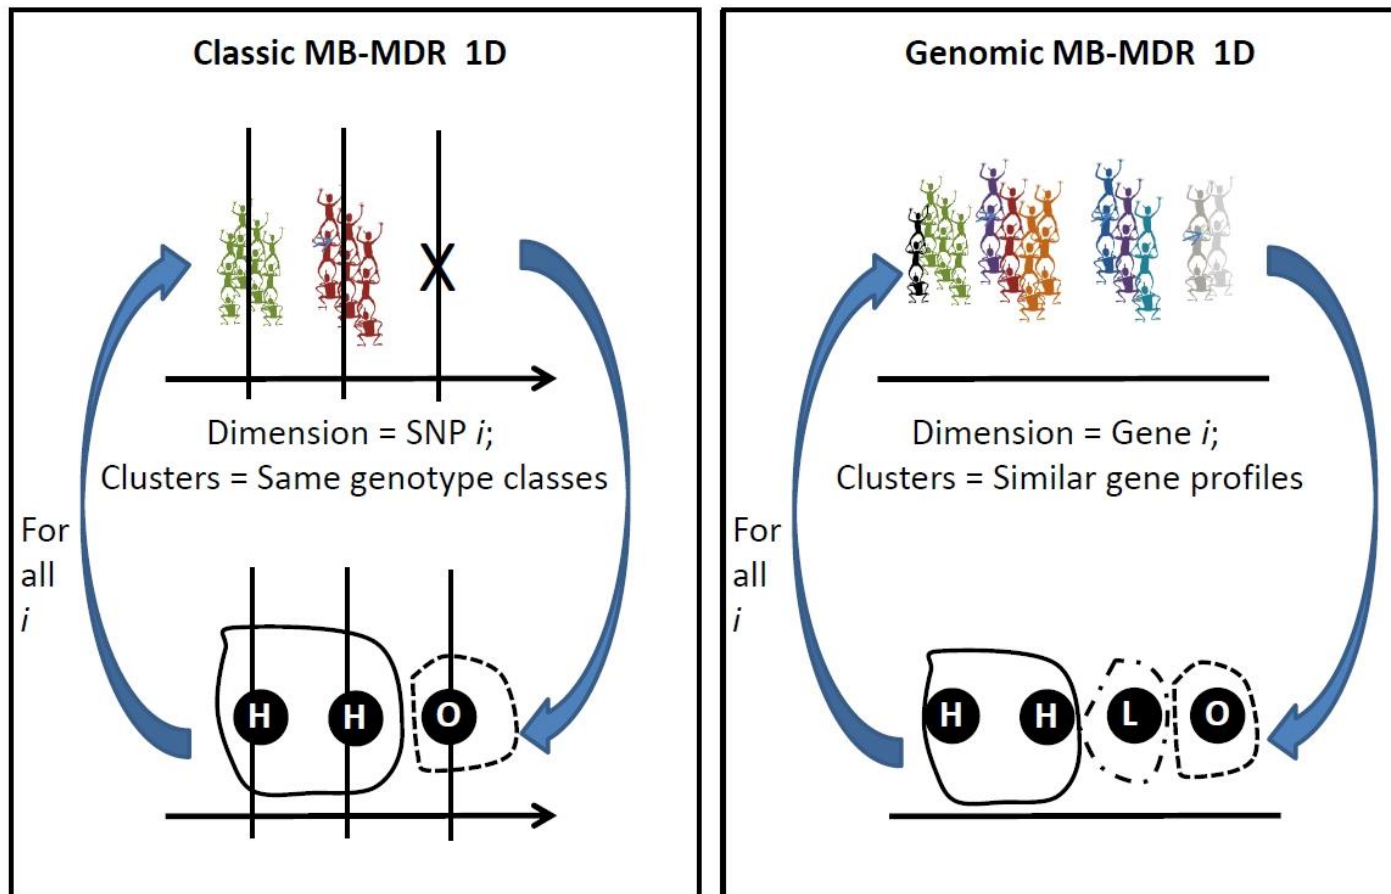 Classic MB-MDR 1D
X
Dimension = SNP i;
Clusters = Same genotype classes
For
all
i
H H O
Genomic MB-MDR 1D
Dimension = Gene i;
Clusters = Similar gene profiles
For
all
i
H H L O